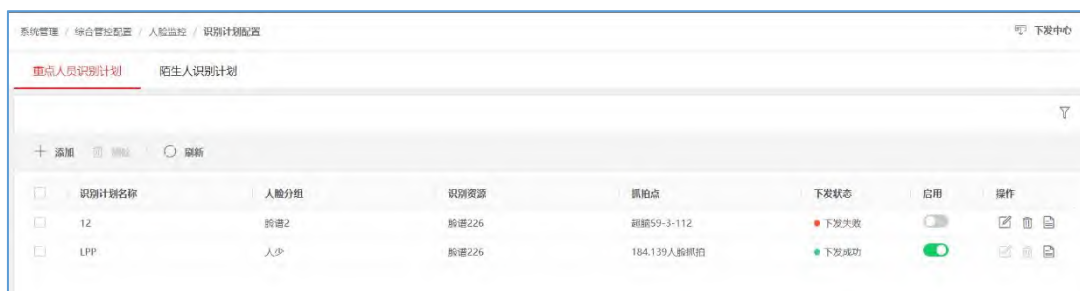 系统管理 / 综合管控配置 / 人脸监控 / 识别计划配置 下发中心
重点人员识别计划 陌生人识别计划
添加 删除 刷新
识别计划名称 人脸分组 识别资源 抓拍点 下发状态 启用 操作
12 脸谱2 脸谱226 超脑59-3-112 下发失败
LPP 人少 脸谱226 184.139人脸抓拍 下发成功